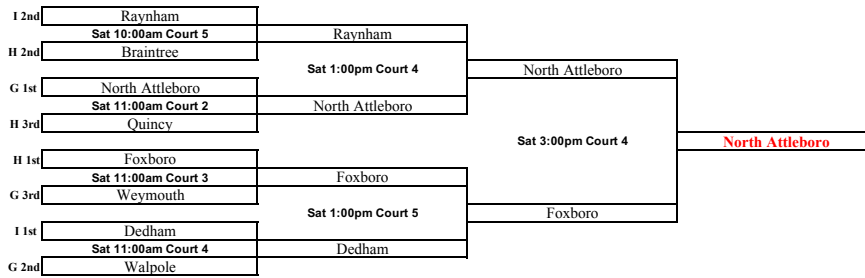 I 2nd Raynham
Sat 10:00am Court 5 Raynham
H 2nd Braintree
Sat 1:00pm Court 4 North Attleboro
G 1st North Attleboro
Sat 11:00am Court 2 North Attleboro
H 3rd Quincy
Sat 3:00pm Court 4 North Attleboro
H 1st Foxboro
Sat 11:00am Court 3 Foxboro
G 3rd Weymouth
Sat 1:00pm Court 5 Foxboro
I 1st Dedham
Sat 11:00am Court 4 Dedham
G 2nd Walpole